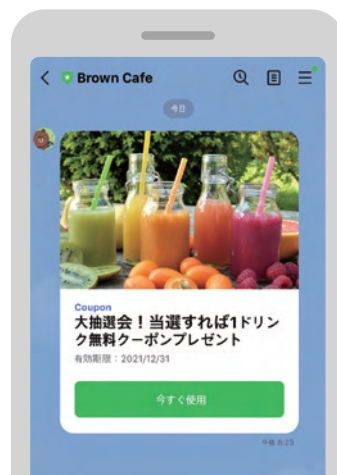 Brown Cafe
今日
Coupon
大抽選会！当選すれば1ドリン
ク無料クーポンプレゼント
有効期限：2021/12/31
今すぐ使用
午後 8:23